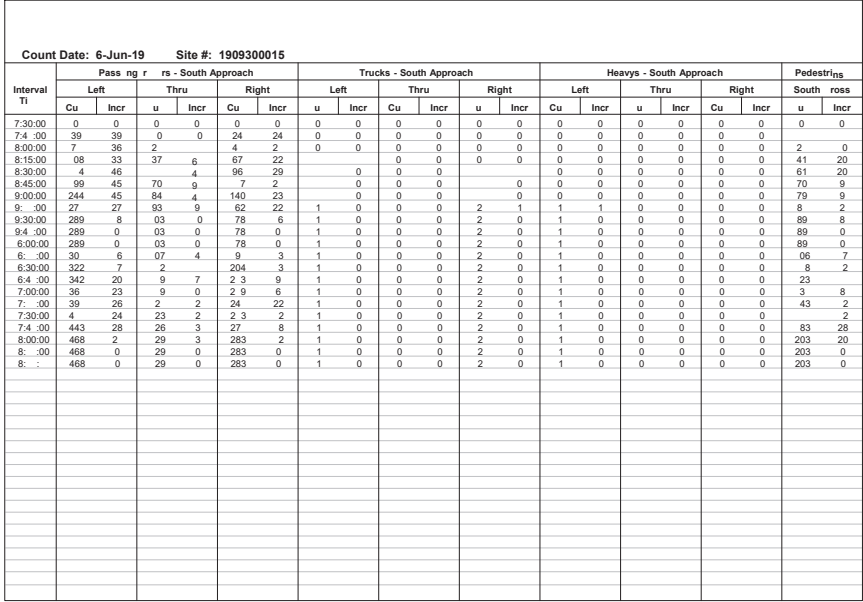 Count Date: 6-Jun-19 Site #: 1909300015
Pass ng r rs - South Approach Trucks - South Approach Heavys - South Approach Pedestrins
Interval Left Thru Right Left Thru Right Left Thru Right South ross
Ti Cu Incr u Incr Cu Incr u Incr Cu Incr u Incr Cu Incr u Incr Cu Incr u Incr
7:30:00 0 0 0 0 0 0 0 0 0 0 0 0 0 0 0 0 0 0 0 0
7:4 :00 39 39 0 0 24 24 0 0 0 0 0 0 0 0 0 0 0 0
8:00:00 7 36 2 4 2 0 0 0 0 0 0 0 0 0 0 0 0 2 0
8:15:00 08 33 37 6 67 22 0 0 0 0 0 0 0 0 0 0 41 20
8:30:00 4 46 4 96 29 0 0 0 0 0 0 0 0 0 61 20
8:45:00 99 45 70 9 7 2 0 0 0 0 0 0 0 0 0 0 70 9
9:00:00 244 45 84 4 140 23 0 0 0 0 0 0 0 0 0 0 79 9
9: :00 27 27 93 9 62 22 1 0 0 0 2 1 1 1 0 0 0 0 8 2
9:30:00 289 8 03 0 78 6 1 0 0 0 2 0 1 0 0 0 0 0 89 8
9:4 :00 289 0 03 0 78 0 1 0 0 0 2 0 1 0 0 0 0 0 89 0
6:00:00 289 0 03 0 78 0 1 0 0 0 2 0 1 0 0 0 0 0 89 0
6: :00 30 6 07 4 9 3 1 0 0 0 2 0 1 0 0 0 0 0 06 7
6:30:00 322 7 2 204 3 1 0 0 0 2 0 1 0 0 0 0 0 8 2
6:4 :00 342 20 9 7 2 3 9 1 0 0 0 2 0 1 0 0 0 0 0 23
7:00:00 36 23 9 0 2 9 6 1 0 0 0 2 0 1 0 0 0 0 0 3 8
7: :00 39 26 2 2 24 22 1 0 0 0 2 0 1 0 0 0 0 0 43 2
7:30:00 4 24 23 2 2 3 2 1 0 0 0 2 0 1 0 0 0 0 0 2
7:4 :00 443 28 26 3 27 8 1 0 0 0 2 0 1 0 0 0 0 0 83 28
8:00:00 468 2 29 3 283 2 1 0 0 0 2 0 1 0 0 0 0 0 203 20
8: :00 468 0 29 0 283 0 1 0 0 0 2 0 1 0 0 0 0 0 203 0
8: : 468 0 29 0 283 0 1 0 0 0 2 0 1 0 0 0 0 0 203 0